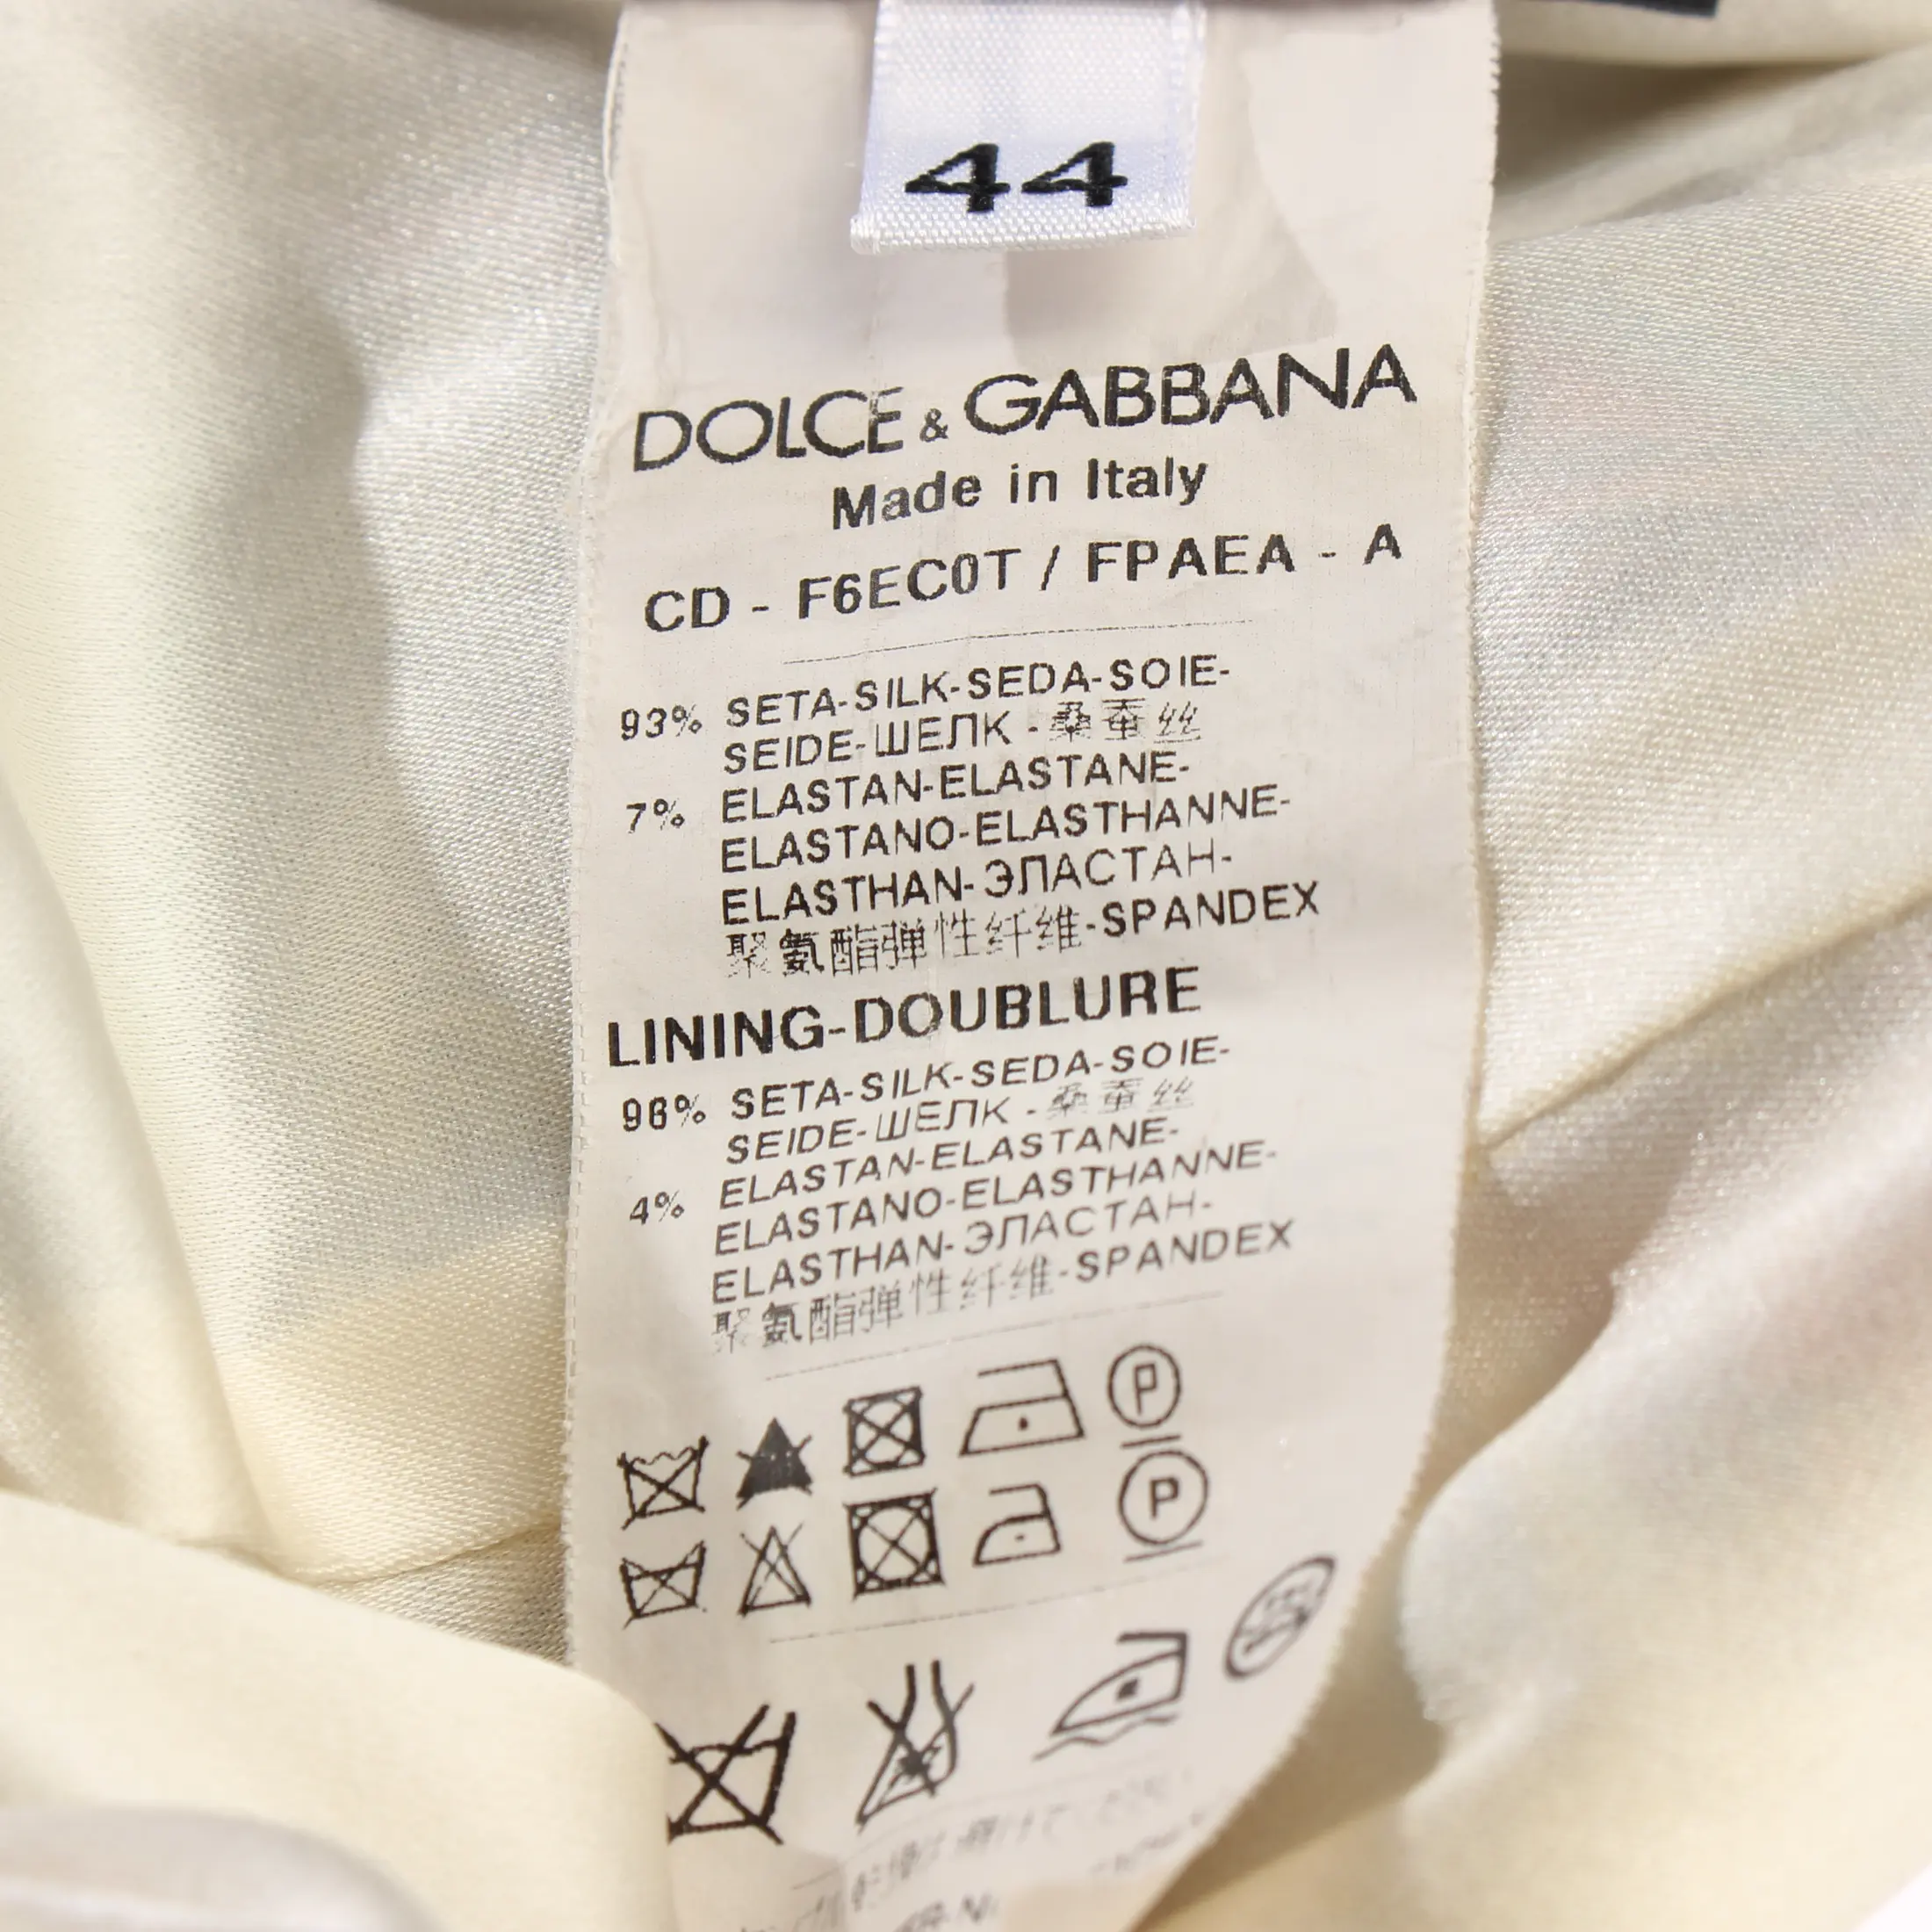 44
DOLCE & GABBANA
Made in Italy
CD - F6EC0T / FPAEA - A
93% SETA-SILK-SEDA-SOIE-
SEIDE-ШЕЛК-桑蚕丝
7% ELASTAN-ELASTANE-
ELASTANO-ELASTHANNE-
ELASTHAN-ЭЛАСТАН-
聚氨酯弹性纤维-SPANDEX
LINING-DOUBLURE
96% SETA-SILK-SEDA-SOIE-
SEIDE-ШЕЛК-桑蚕丝
4% ELASTAN-ELASTANE-
ELASTANO-ELASTHANNE-
ELASTHAN-ЭЛАСТАН-
聚氨酯弹性纤维-SPANDEX
P
P